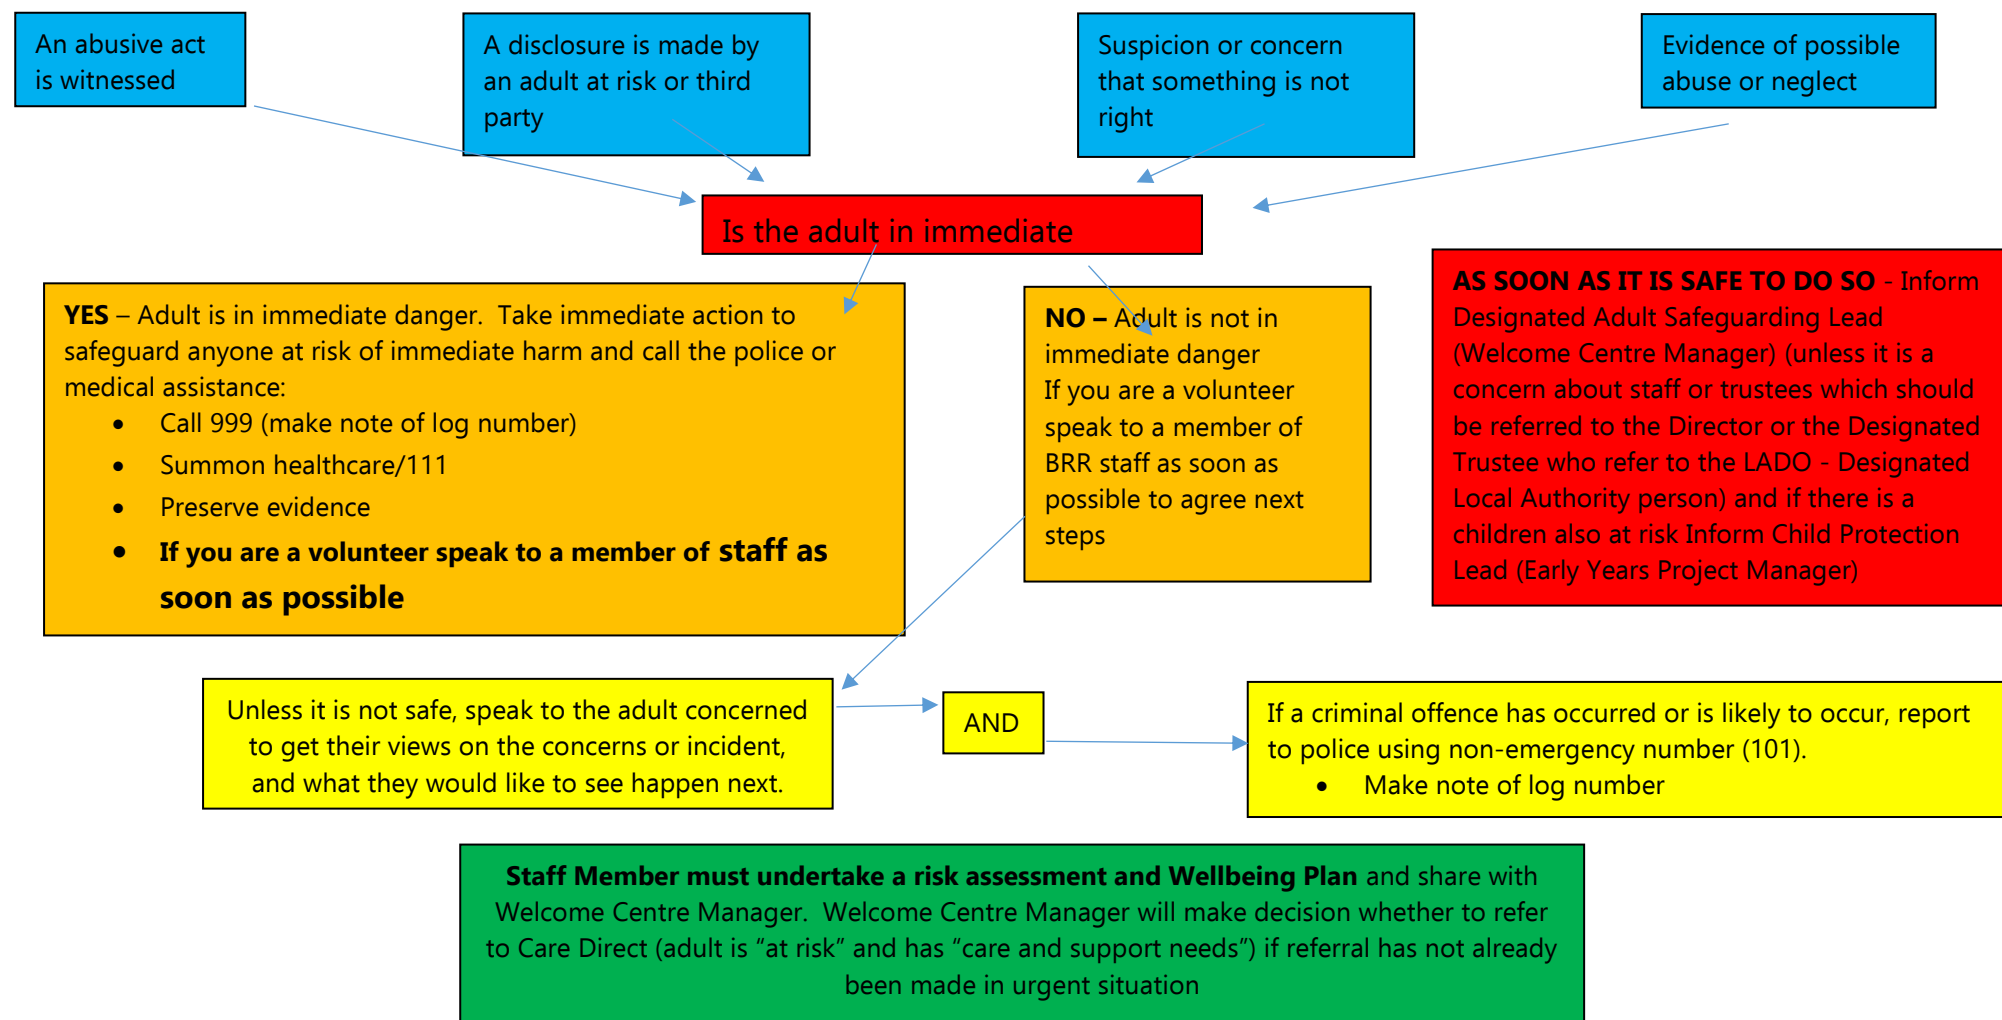 An abusive act
is witnessed
A disclosure is made by
an adult at risk or third
party
Suspicion or concern
that something is not
right
Evidence of possible
abuse or neglect
Is the adult in immediate
YES – Adult is in immediate danger.  Take immediate action to
safeguard anyone at risk of immediate harm and call the police or
medical assistance:
• Call 999 (make note of log number)
• Summon healthcare/111
• Preserve evidence
• If you are a volunteer speak to a member of staff as
soon as possible
NO – Adult is not in
immediate danger
If you are a volunteer
speak to a member of
BRR staff as soon as
possible to agree next
steps
AS SOON AS IT IS SAFE TO DO SO - Inform
Designated Adult Safeguarding Lead
(Welcome Centre Manager) (unless it is a
concern about staff or trustees which should
be referred to the Director or the Designated
Trustee who refer to the LADO - Designated
Local Authority person) and if there is a
children also at risk Inform Child Protection
Lead (Early Years Project Manager)
Unless it is not safe, speak to the adult concerned
to get their views on the concerns or incident,
and what they would like to see happen next.
AND
If a criminal offence has occurred or is likely to occur, report
to police using non-emergency number (101).
• Make note of log number
Staff Member must undertake a risk assessment and Wellbeing Plan and share with
Welcome Centre Manager.  Welcome Centre Manager will make decision whether to refer
to Care Direct (adult is “at risk” and has “care and support needs”) if referral has not already
been made in urgent situation